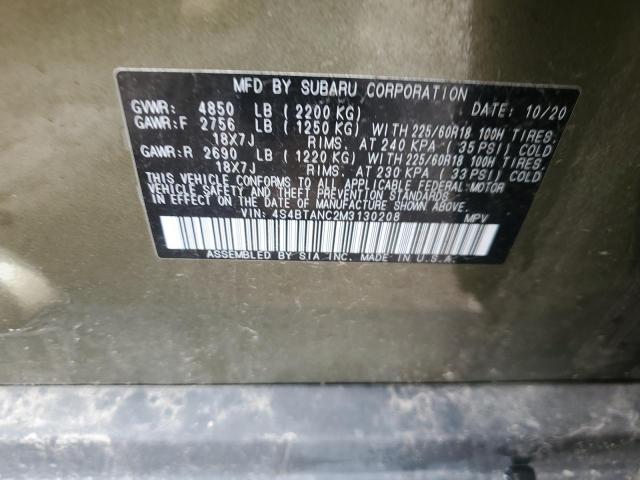 MFD BY SUBARU CORPORATION
GVWR: 4850 LB ( 2200 KG) DATE: 10/20
GAWR:F 2756 LB ( 1250 KG) WITH 225/60R18 100H TIRES,
18X7J RIMS, AT 240 KPA ( 35 PSI) COLD
GAWR:R 2690 LB ( 1220 KG) WITH 225/60R18 100H TIRES,
18X7J RIMS, AT 230 KPA ( 33 PSI) COLD
THIS VEHICLE CONFORMS TO ALL APPLICABLE FEDERAL MOTOR
VEHICLE SAFETY AND THEFT PREVENTION STANDARDS
IN EFFECT ON THE DATE OF MANUFACTURE SHOWN ABOVE.
VIN: 4S4BTANC2M3130208 MPV
ASSEMBLED BY SIA INC. MADE IN U.S.A.